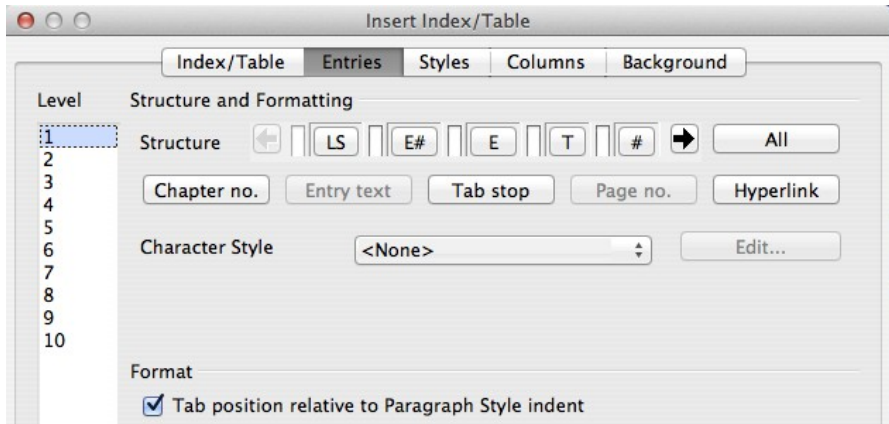 Insert Index/Table
Index/Table Entries Styles Columns Background
Level Structure and Formatting
1
2
3
4
5
6
7
8
9
10
Structure LS E# E T # All
Chapter no. Entry text Tab stop Page no. Hyperlink
Character Style <None> Edit...
Format
Tab position relative to Paragraph Style indent